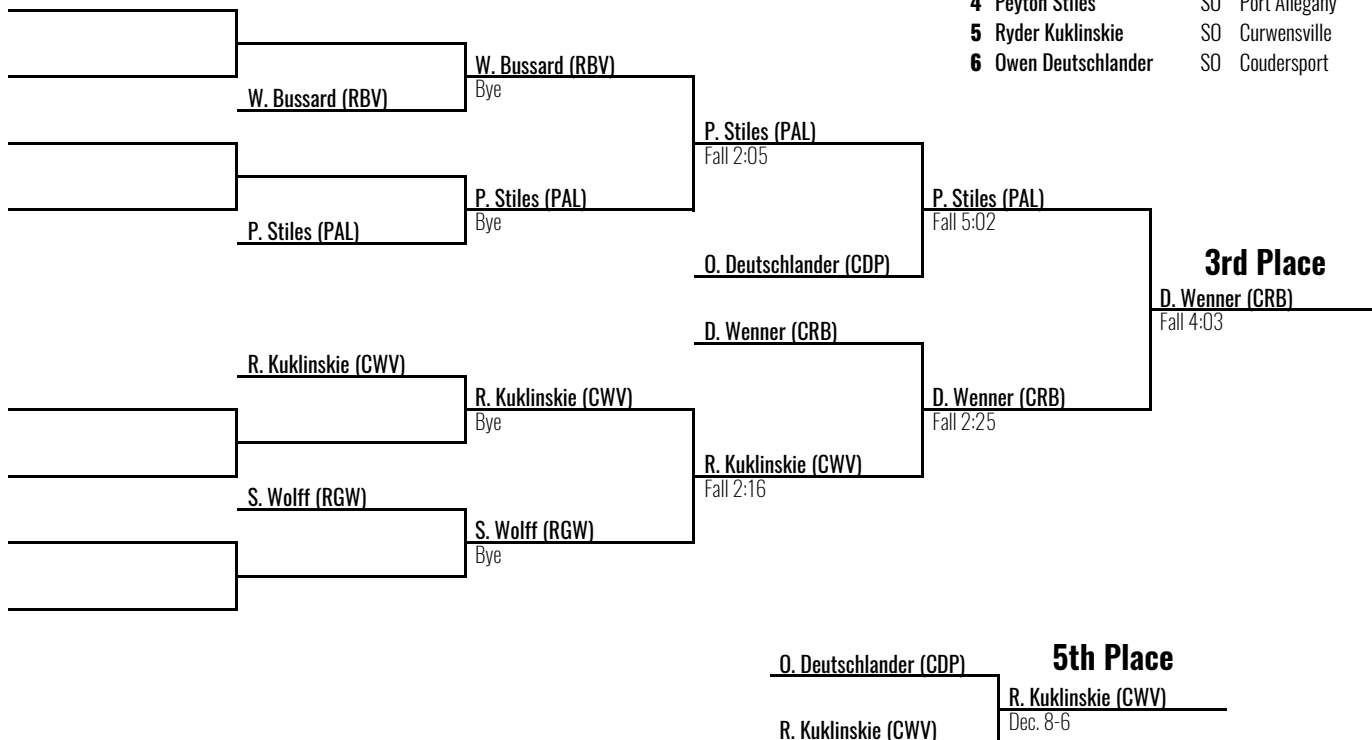 4 Peyton Stiles SO Port Allegany
5 Ryder Kuklinskie SO Curwensville
6 Owen Deutschlander SO Coudersport
W. Bussard (RBV)
W. Bussard (RBV)
Bye
P. Stiles (PAL)
P. Stiles (PAL)
Bye
P. Stiles (PAL)
Fall 2:05
O. Deutschlander (CDP)
P. Stiles (PAL)
Fall 5:02
D. Wenner (CRB)
R. Kuklinskie (CWV)
R. Kuklinskie (CWV)
Bye
S. Wolff (RGW)
S. Wolff (RGW)
Bye
R. Kuklinskie (CWV)
Fall 2:16
D. Wenner (CRB)
Fall 2:25
3rd Place
D. Wenner (CRB)
Fall 4:03
5th Place
O. Deutschlander (CDP)
R. Kuklinskie (CWV)
R. Kuklinskie (CWV)
Dec. 8-6